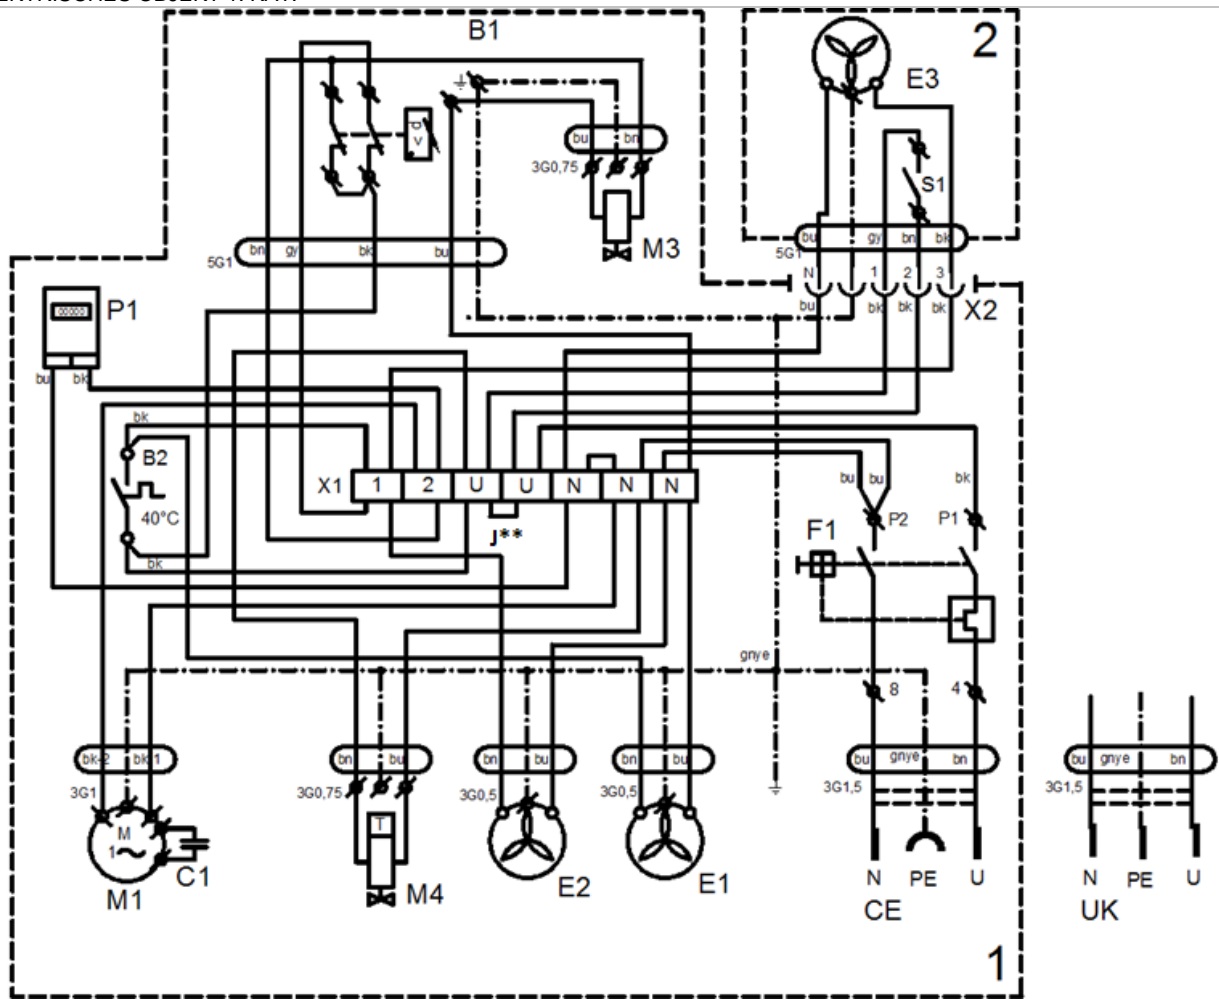 B1
2
E3
bu
bn
3G0,75
S1
M3
bn
gy
bk
bu
5G1
bu
gy
bn
bk
5G1
N
1
2
3
bu
bk
bk
bk
X2
P1
00000
bu
bk
bk
B2
40°C
bk
X1
1
2
U
U
N
N
N
J**
bu
bu
bk
P2
P1
F1
gnye
8
4
bk-2
bk-1
3G1
bn
bu
3G0,75
bn
bu
3G0,5
bn
bu
3G0,5
bu
gnye
bn
3G1,5
bu
gnye
bn
3G1,5
M
1
C1
M1
T
M4
E2
E1
N
PE
U
CE
N
PE
U
UK
1